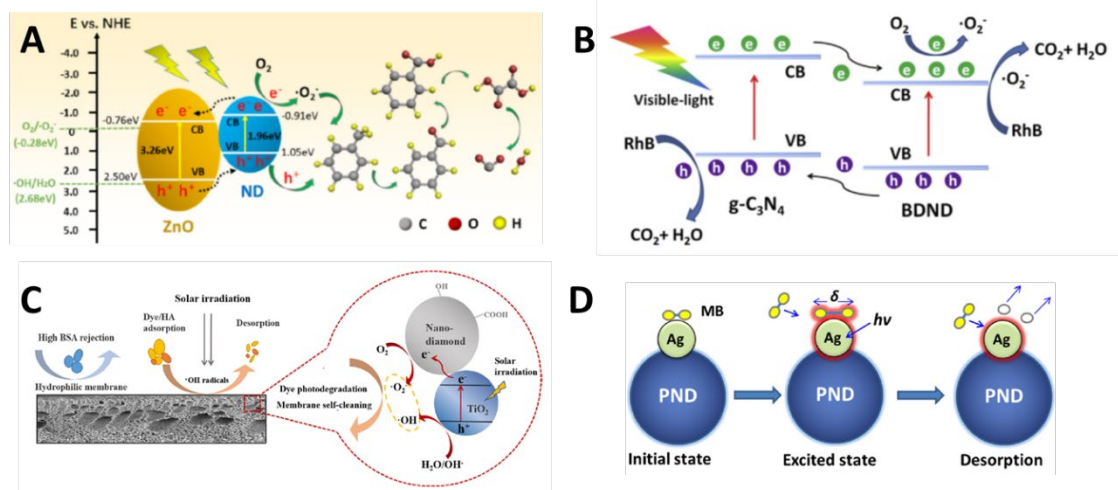 A
E vs. NHE
-4.0
-3.0
-2.0
-1.0
0
1.0
2.0
3.0
4.0
5.0
O₂/·O₂⁻
(-0.28eV)
·OH/H₂O
(2.68eV)
-0.76eV
2.50eV
e⁻ e⁻
CB
3.26eV
VB
h⁺ h⁺
ZnO
e e
CB
1.96eV
VB
h⁺ h⁺
ND
-0.91eV
1.05eV
O₂
e⁻
·O₂⁻
h⁺
C
O
H
B
Visible-light
e e e
CB
e
VB
h h h h
RhB
CO₂+ H₂O
g-C₃N₄
O₂
·O₂⁻
e
e e e
CB
VB
h
h h h
BDND
·O₂⁻
RhB
CO₂+ H₂O
C
Solar irradiation
High BSA rejection
Dye/HA
adsorption
Desorption
·OH radicals
Hydrophilic membrane
Dye photodegradation
Membrane self-cleaning
OH
COOH
Nano-
diamond
O₂
e⁻
·O₂⁻
·OH
Solar
irradiation
e⁻
TiO₂
h⁺
H₂O/OH⁻
D
MB
Ag
PND
Initial state
δ
hν
Ag
PND
Excited state
Ag
PND
Desorption